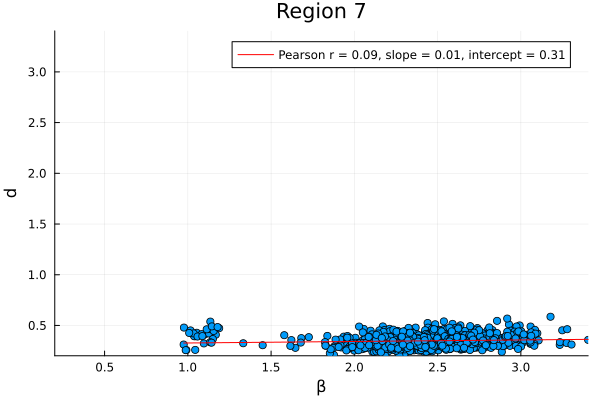 Region 7
Pearson r = 0.09, slope = 0.01, intercept = 0.31
3.0
2.5
2.0
1.5
1.0
0.5
d
0.5 1.0 1.5 2.0 2.5 3.0
β